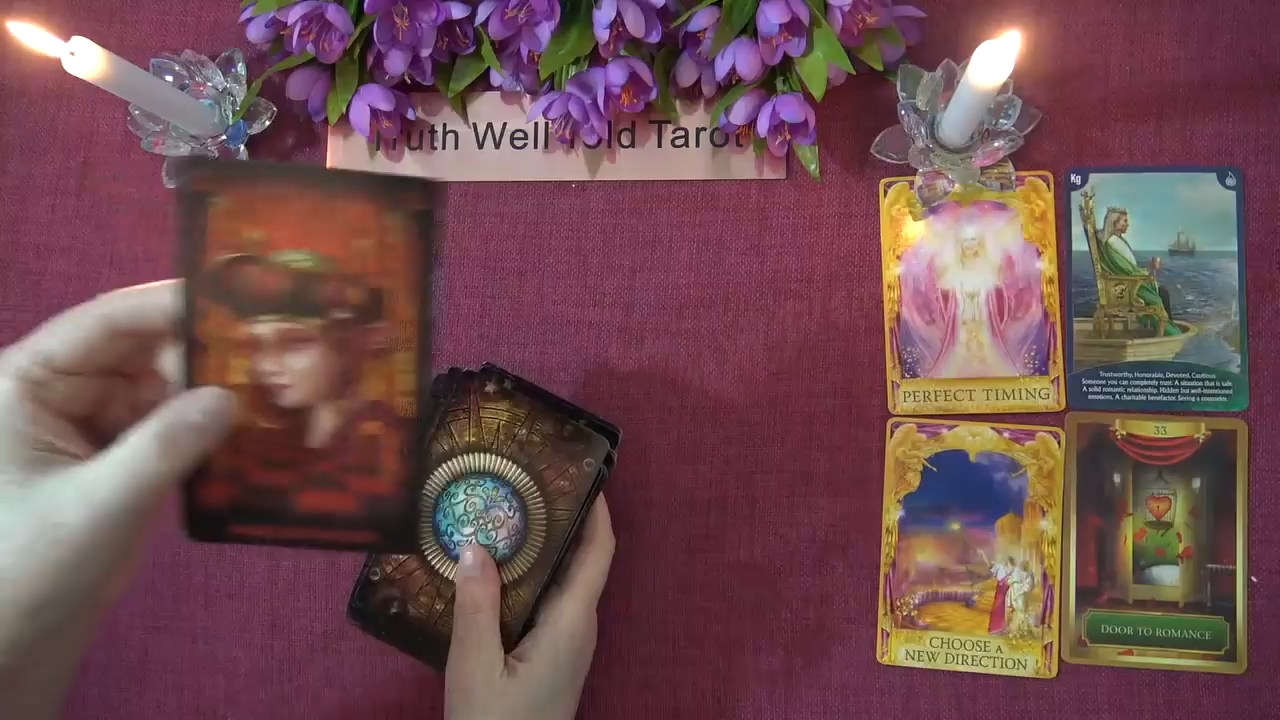 Truth Well Told Tarot
PERFECT TIMING
Kg
Trustworthy, Honorable, Devoted, Cautious
Someone you can completely trust. A situation that is safe
A solid romantic relationship. Hidden but well-intentioned
emotions. A charitable benefactor. Seeing a counselor.
CHOOSE A
NEW DIRECTION
33
DOOR TO ROMANCE